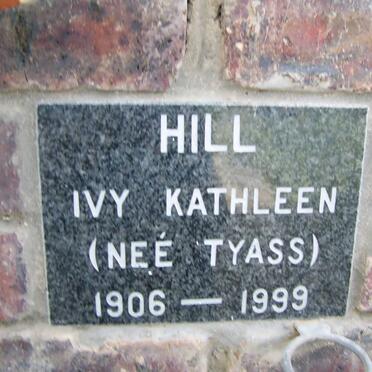 HILL
IVY KATHLEEN
(NEÉ TYASS)
1906 — 1999